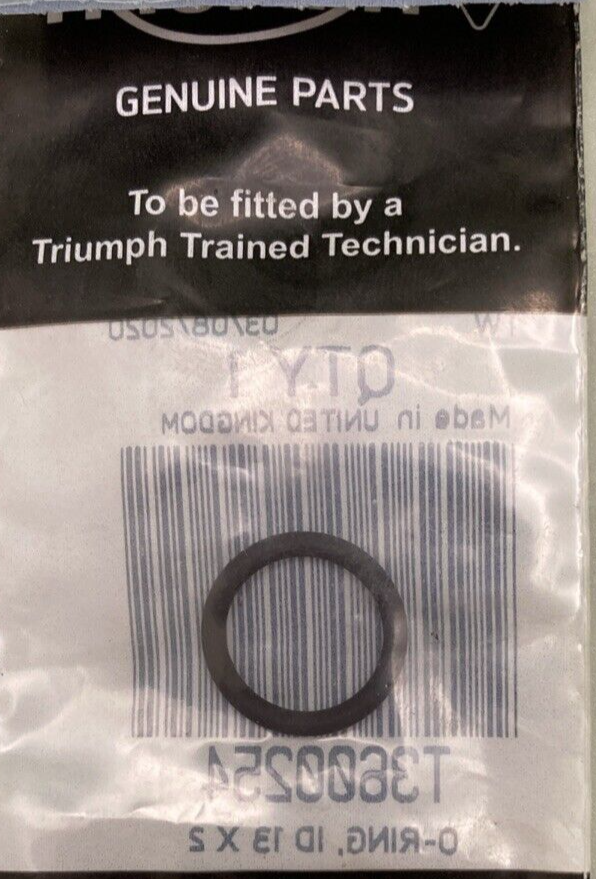 GENUINE PARTS
To be fitted by a
Triumph Trained Technician.
03/08/2020
QTY 1
Made in UNITED KINGDOM
T3600254
O-RING, ID 13 X 2